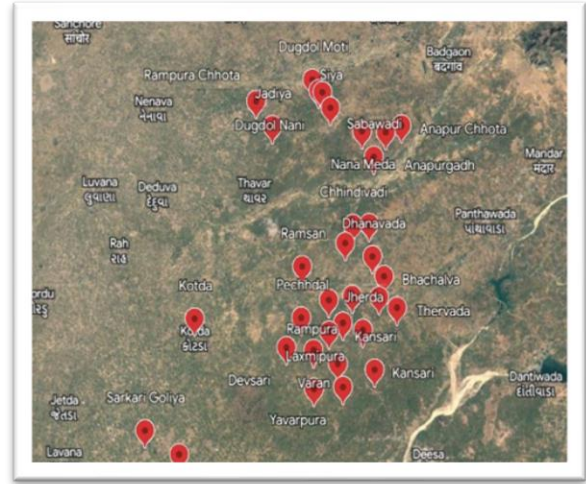 Sanchore
सांचोर
Dugdol Moti
Badgaon
बदगाँव
Rampura Chhota
Siya
Jadiya
Nenava
નેનાવા
Dugdol Nani
Sabawadi
Anapur Chhota
Nana Meda
Anapurgadh
Mandar
मंदार
Luvana
લુવાણા
Deduva
દેદુવા
Thavar
થાવર
Chhindivadi
Panthawada
પાંથાવાડા
Dhanavada
Ramsan
Rah
રાહ
Bhachalva
Pechhdal
Kotda
Jherda
Thervada
Kotda
કોટડા
Rampura
Kansari
Laxmipura
Devsari
Varan
Kansari
Dantiwada
દાંતીવાડા
Jetda
જેતડા
Sarkari Goliya
Yavarpura
Lavana
Deesa